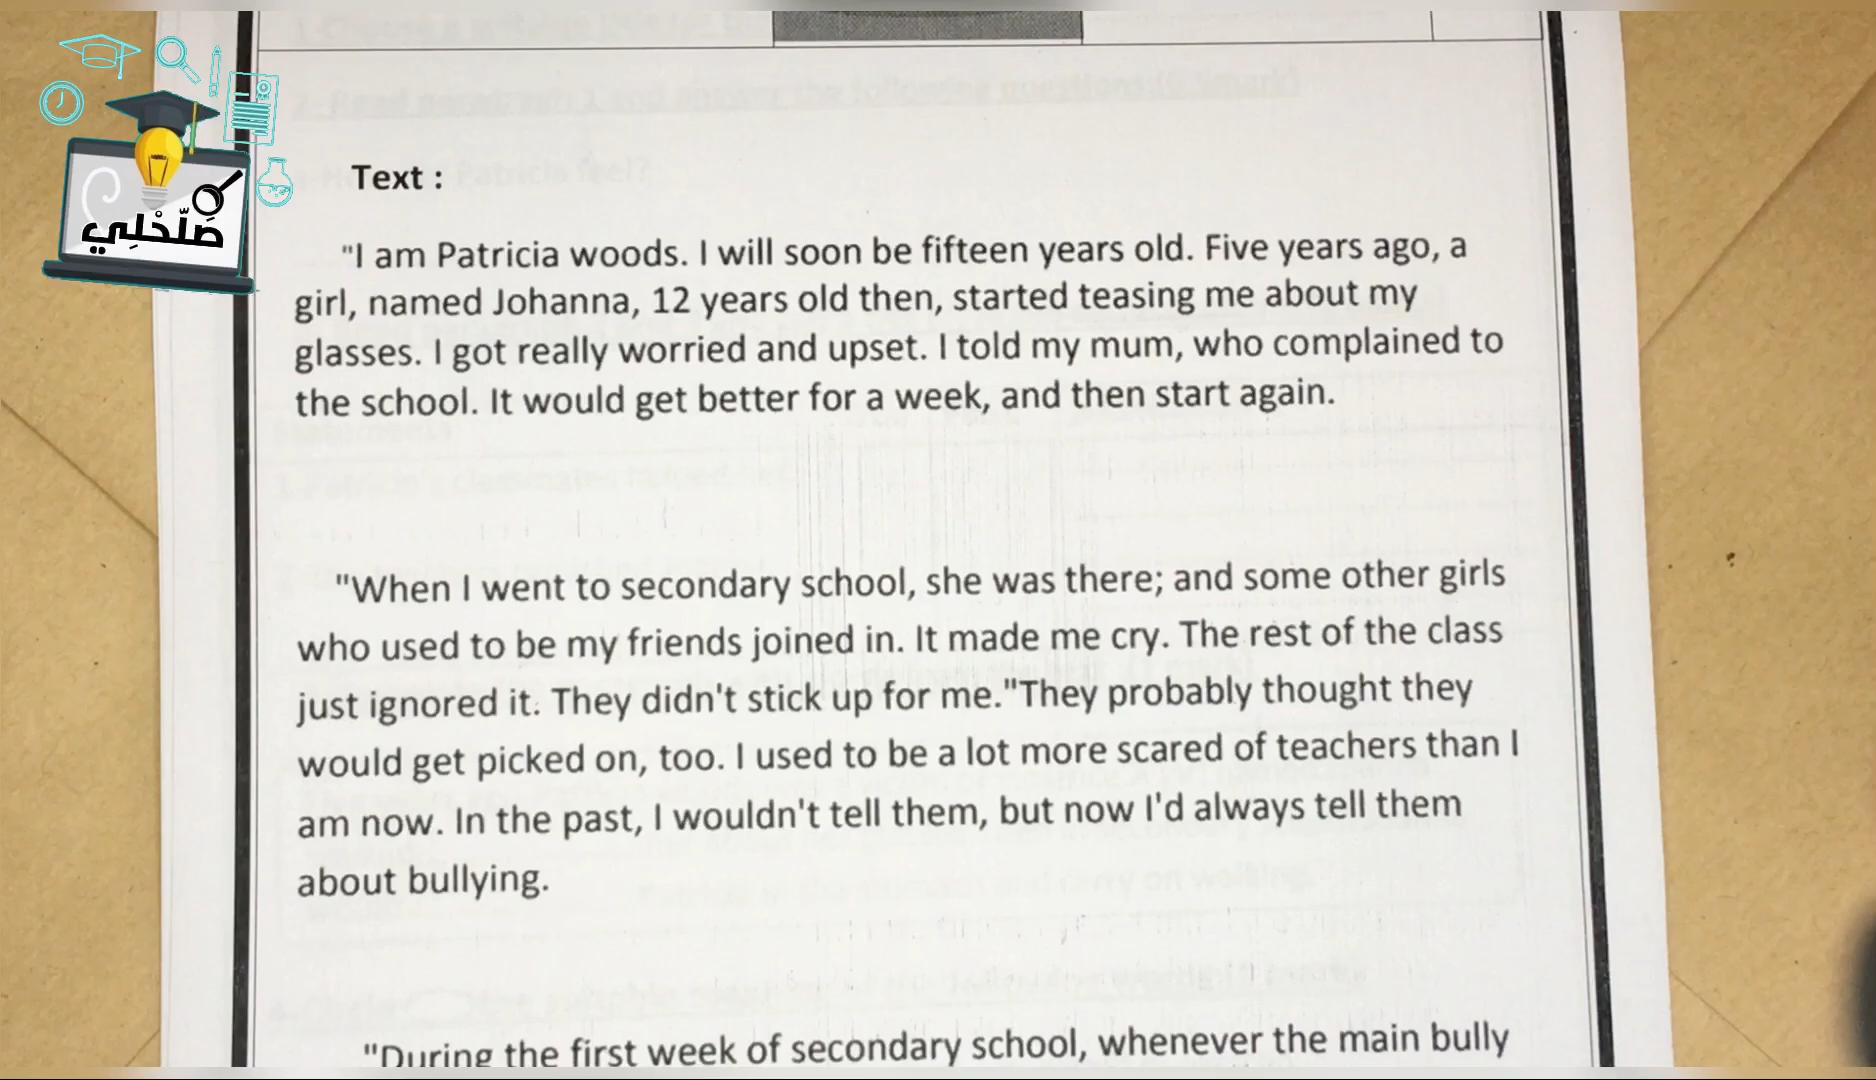 صَلّحْلِي
Text :
"I am Patricia woods. I will soon be fifteen years old. Five years ago, a
girl, named Johanna, 12 years old then, started teasing me about my
glasses. I got really worried and upset. I told my mum, who complained to
the school. It would get better for a week, and then start again.
"When I went to secondary school, she was there; and some other girls
who used to be my friends joined in. It made me cry. The rest of the class
just ignored it. They didn't stick up for me."They probably thought they
would get picked on, too. I used to be a lot more scared of teachers than I
am now. In the past, I wouldn't tell them, but now I'd always tell them
about bullying.
"During the first week of secondary school, whenever the main bully